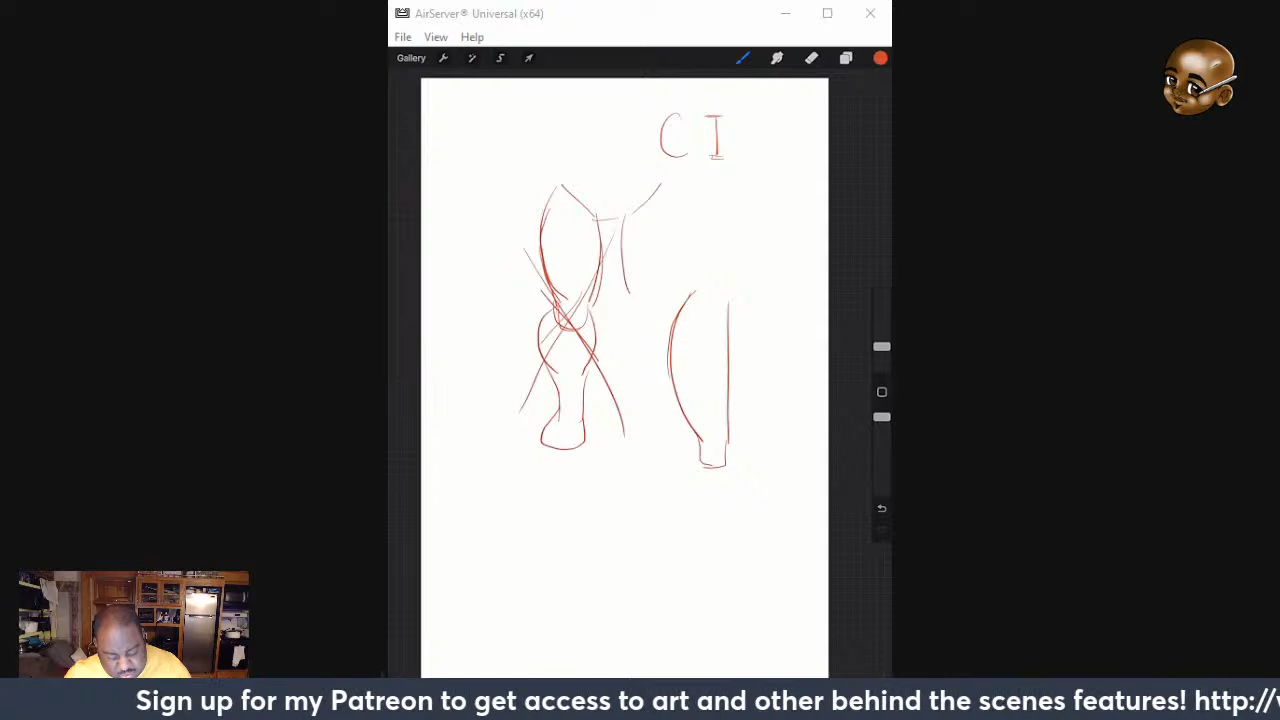 AirServer® Universal (x64)
File View Help
Gallery
C I
Sign up for my Patreon to get access to art and other behind the scenes features! http://